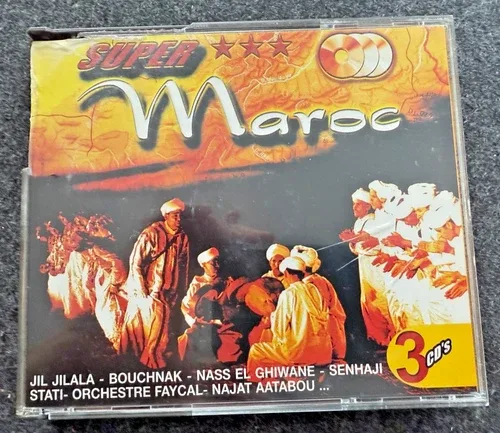 SUPER
Maroc
JIL JILALA - BOUCHNAK - NASS EL GHIWANE - SENHAJI
STATI- ORCHESTRE FAYCAL- NAJAT AATABOU ...
3 CD'S